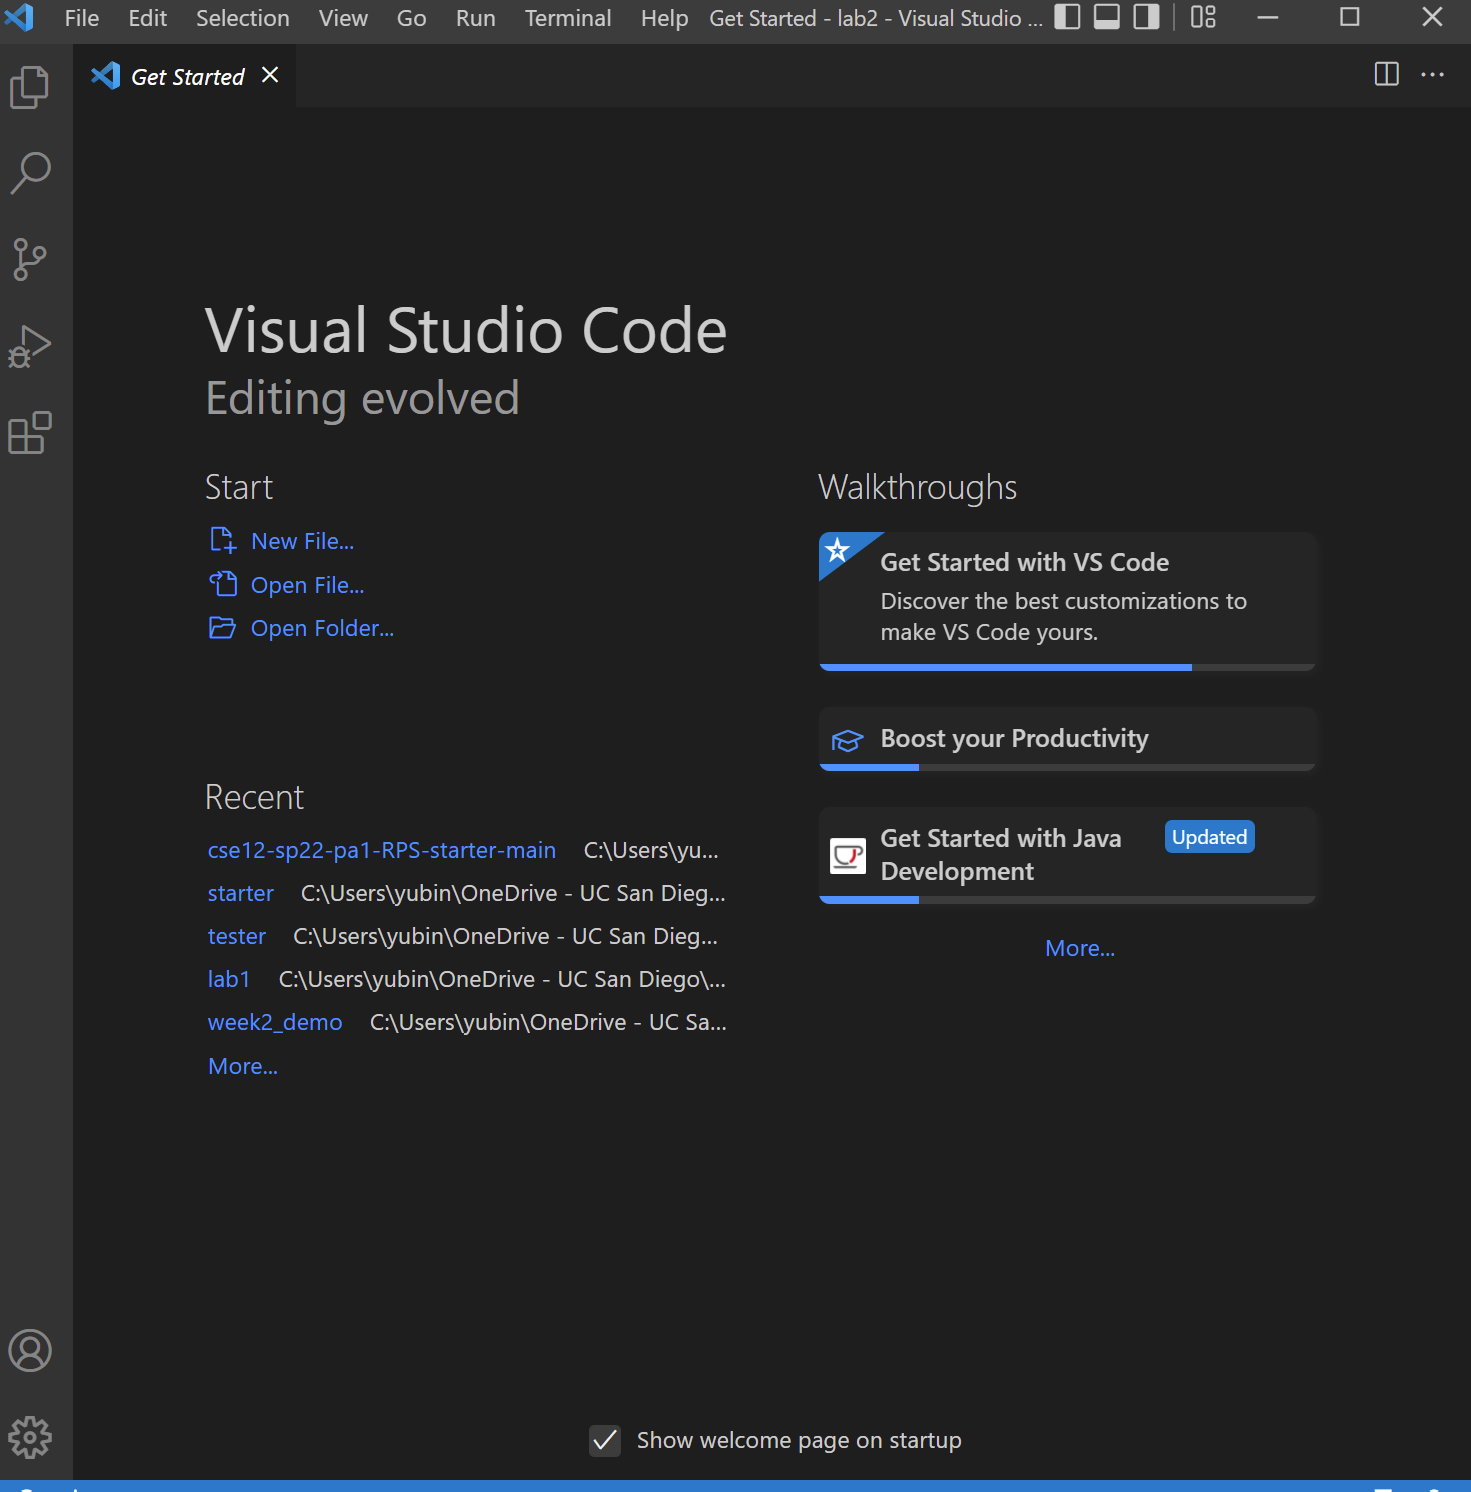 File Edit Selection View Go Run Terminal Help Get Started - lab2 - Visual Studio ...
Get Started
Visual Studio Code
Editing evolved
Start
New File...
Open File...
Open Folder...
Recent
cse12-sp22-pa1-RPS-starter-main C:\Users\yu...
starter C:\Users\yubin\OneDrive - UC San Dieg...
tester C:\Users\yubin\OneDrive - UC San Dieg...
lab1 C:\Users\yubin\OneDrive - UC San Diego\...
week2_demo C:\Users\yubin\OneDrive - UC Sa...
More...
Walkthroughs
Get Started with VS Code
Discover the best customizations to
make VS Code yours.
Boost your Productivity
Get Started with Java Updated
Development
More...
Show welcome page on startup